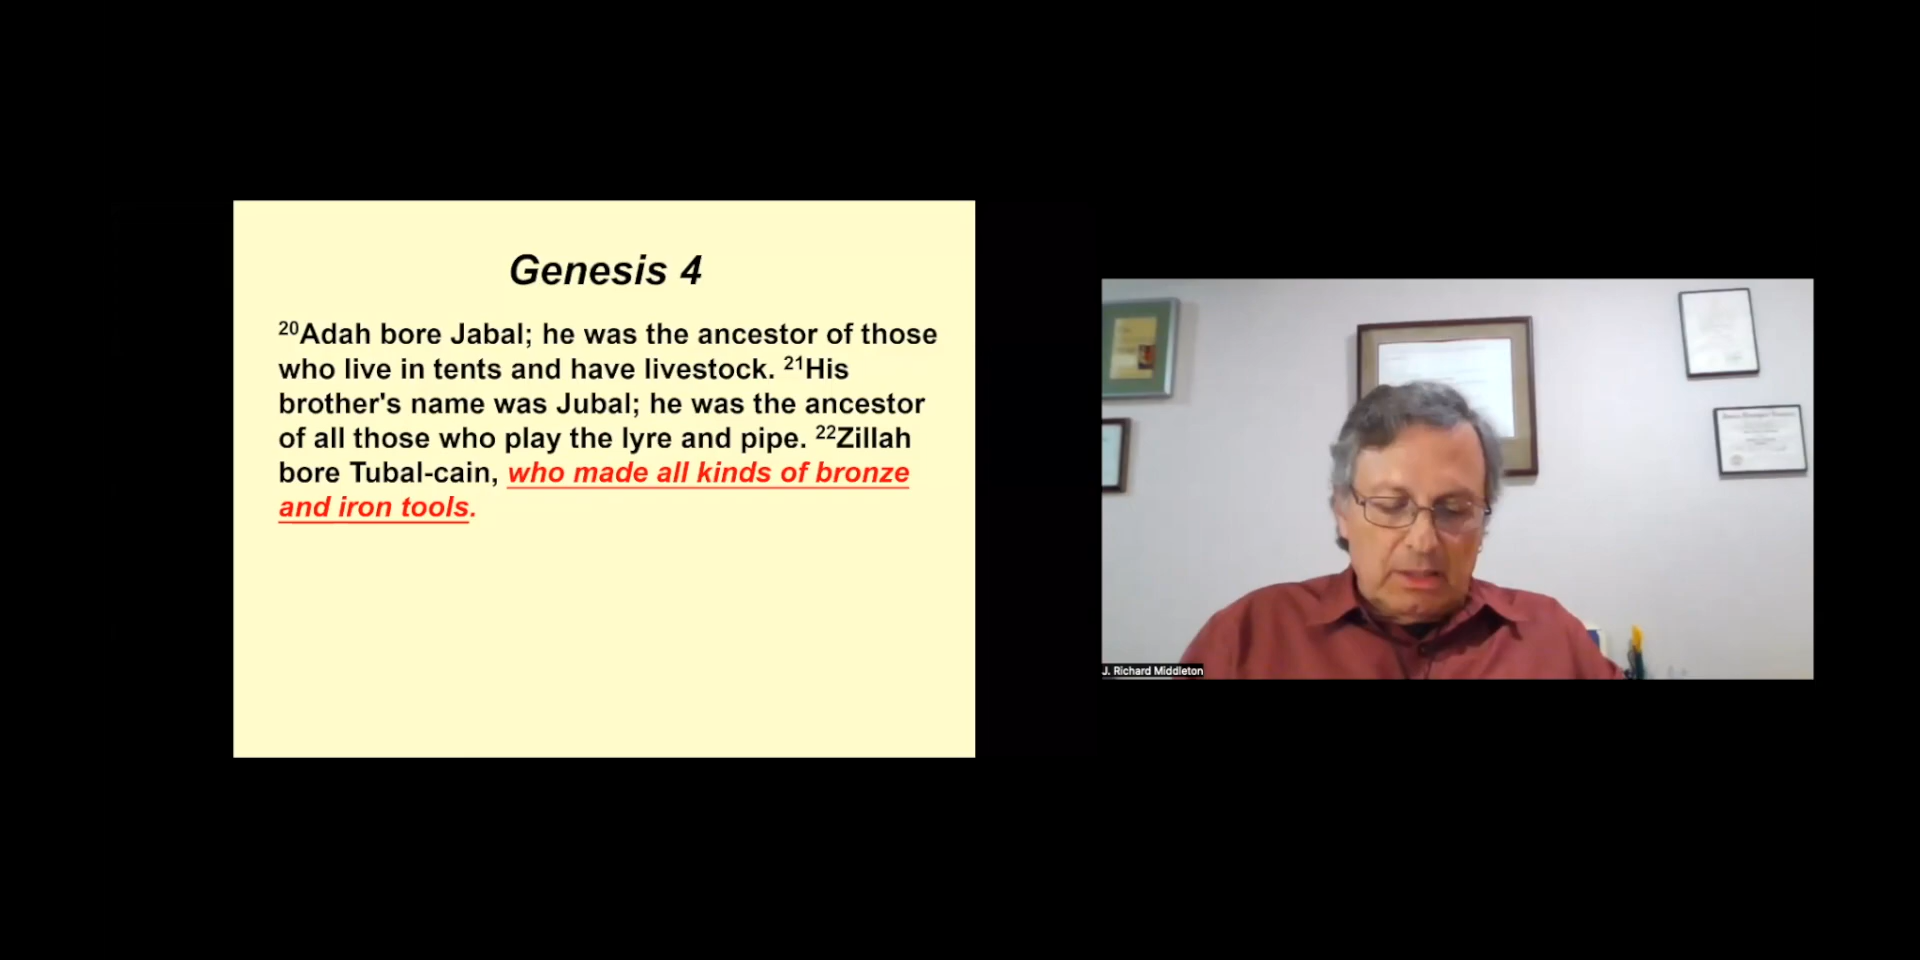 Genesis 4
20Adah bore Jabal; he was the ancestor of those
who live in tents and have livestock. 21His
brother's name was Jubal; he was the ancestor
of all those who play the lyre and pipe. 22Zillah
bore Tubal-cain, who made all kinds of bronze
and iron tools.
J. Richard Middleton